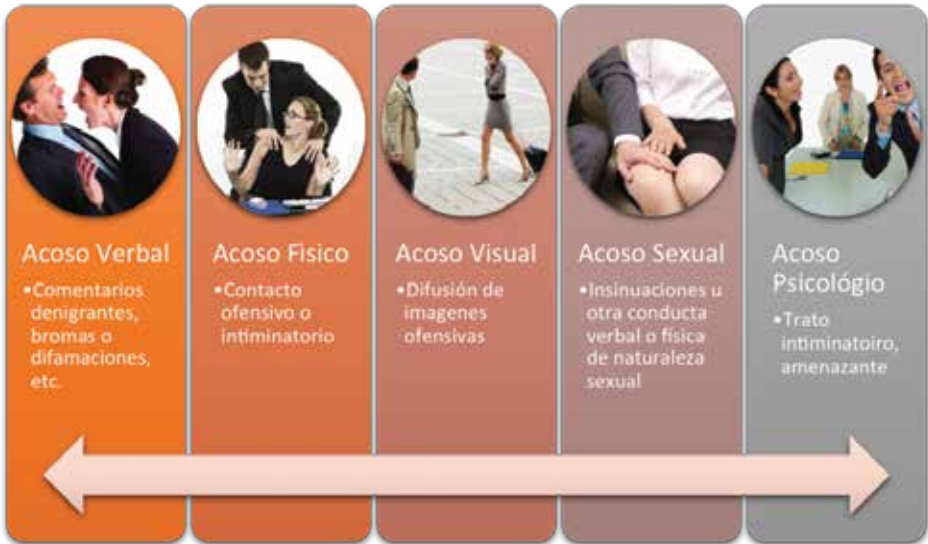 Acoso Verbal
•Comentarios
denigrantes,
bromas o
difamaciones,
etc.
Acoso Fisico
•Contacto
ofensivo o
intiminatorio
Acoso Visual
•Difusión de
imagenes
ofensivas
Acoso Sexual
•Insinuaciones u
otra conducta
verbal o física
de naturaleza
sexual
Acoso
Psicológio
•Trato
intiminatoiro,
amenazante